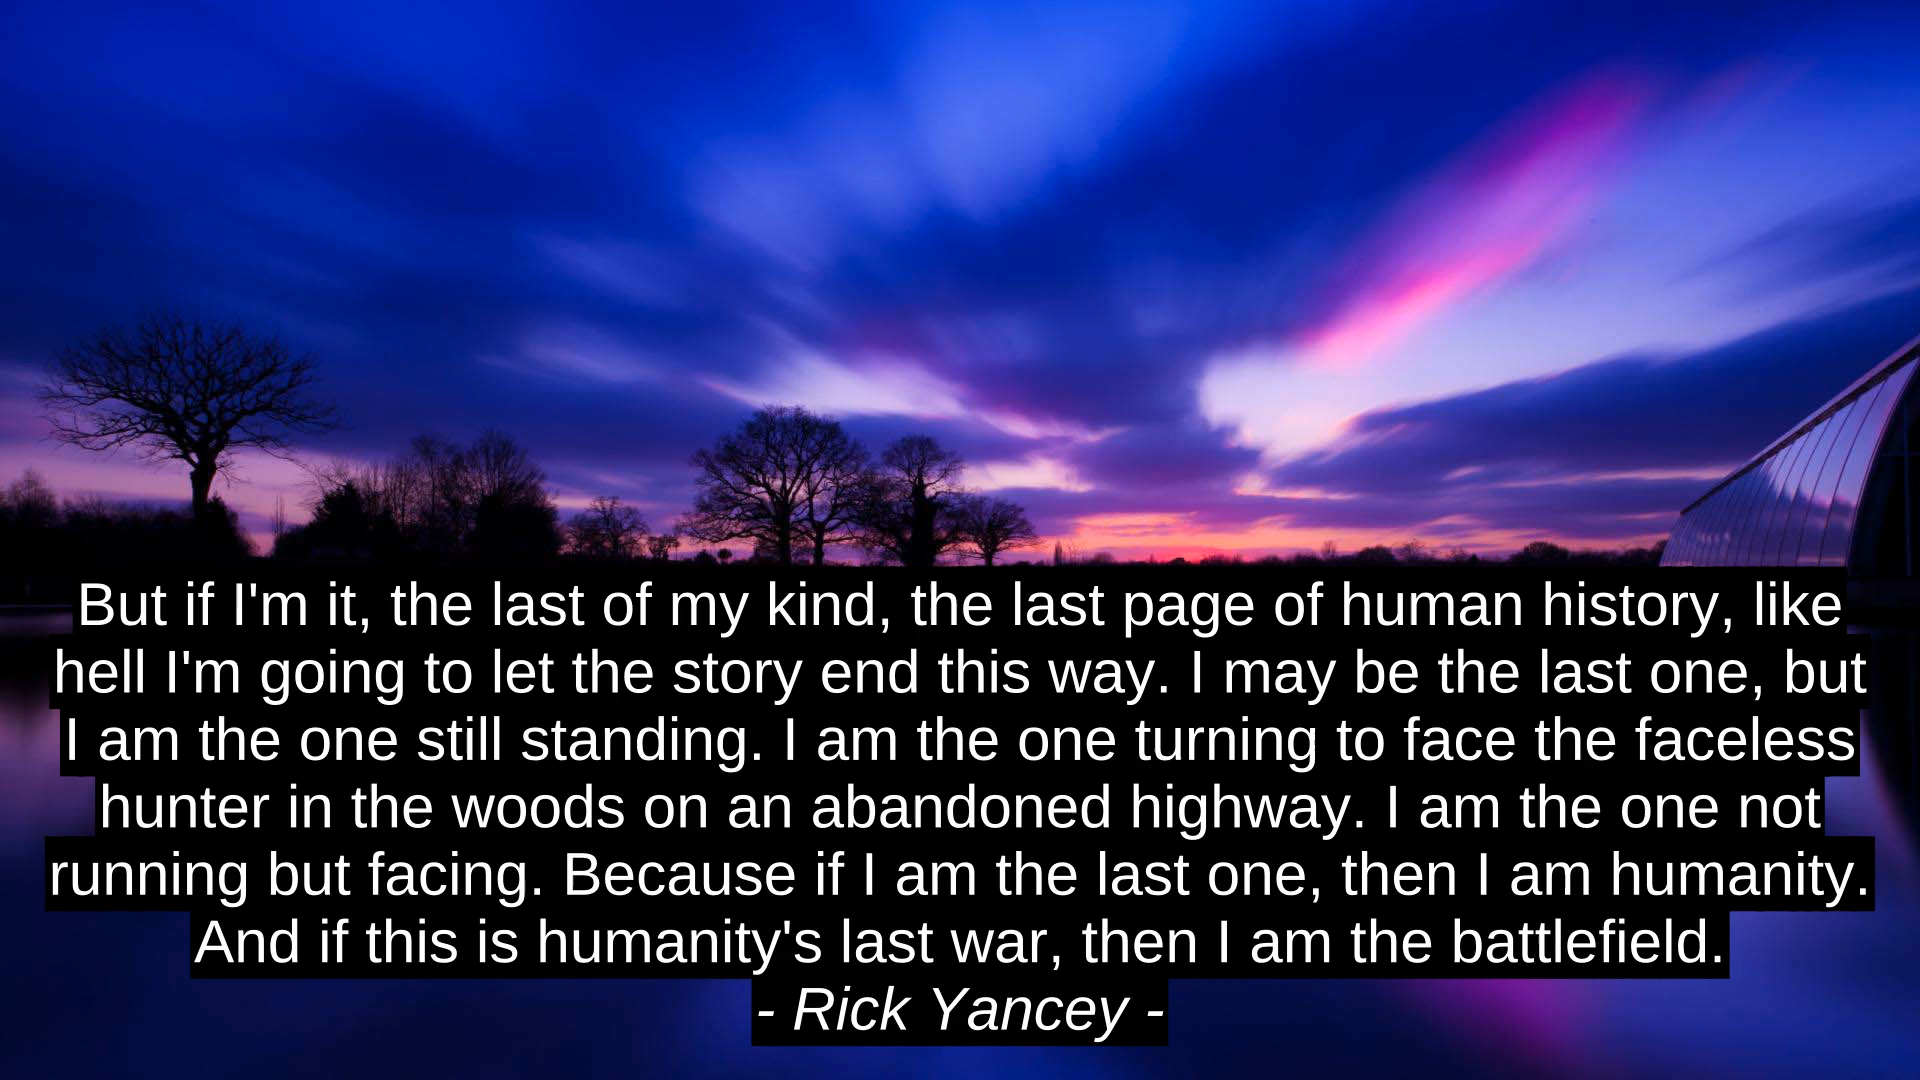 But if I'm it, the last of my kind, the last page of human history, like
hell I'm going to let the story end this way. I may be the last one, but
I am the one still standing. I am the one turning to face the faceless
hunter in the woods on an abandoned highway. I am the one not
running but facing. Because if I am the last one, then I am humanity.
And if this is humanity's last war, then I am the battlefield.
- Rick Yancey -